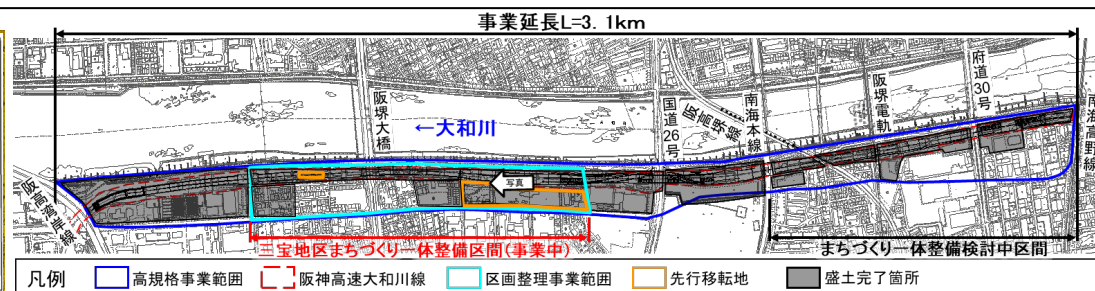 事業延長L=3.1km
阪堺大橋
←大和川
国道26号
阪高堺線
南海本線
阪堺電軌
府道30号
南海高野線
写真
阪高湾岸線
三宝地区まちづくり一体整備区間(事業中)
まちづくり一体整備検討中区間
凡例
高規格事業範囲
阪神高速大和川線
区画整理事業範囲
先行移転地
盛土完了箇所